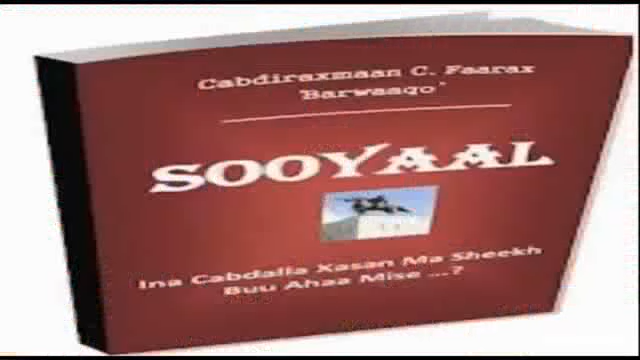 Cabdiraxmaan C. Faarax
'Barwaaqo'
SOOYAAL
Ina Cabdalla Xasan Ma Sheekh
Buu Ahaa Mise ...?